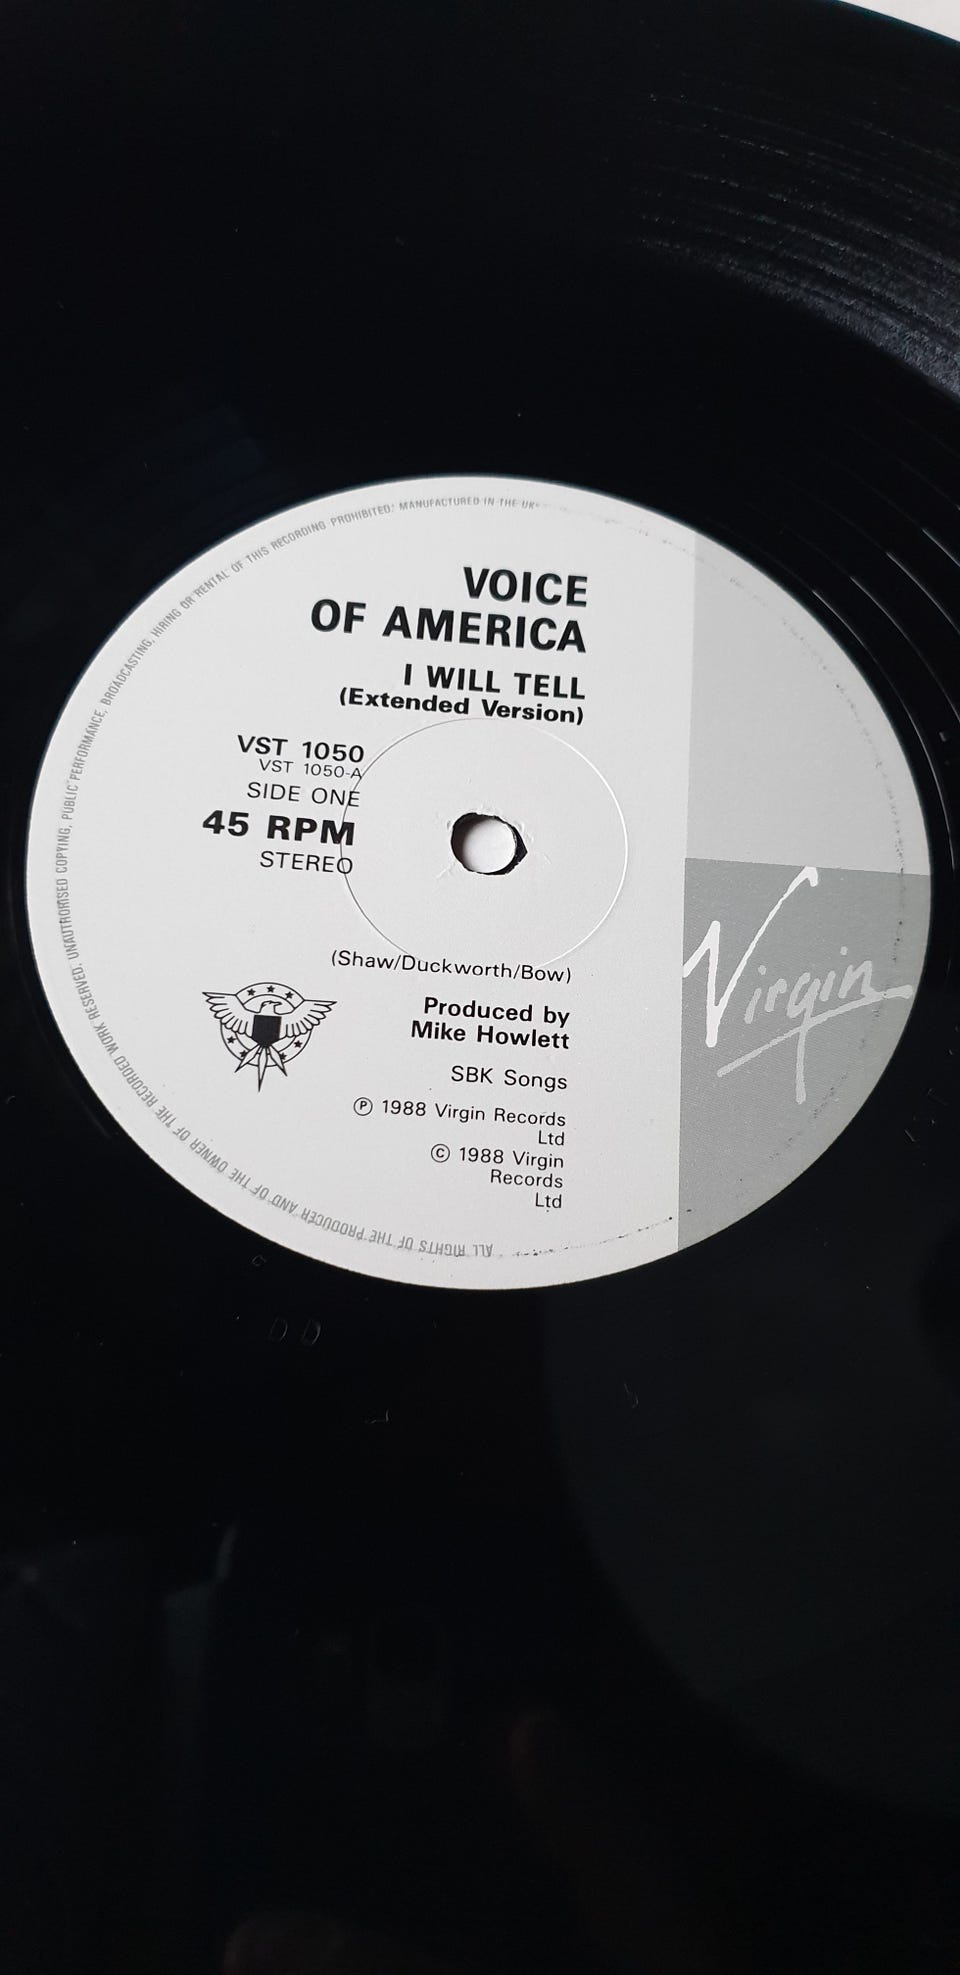 VOICE
OF AMERICA
I WILL TELL
(Extended Version)
VST 1050
VST 1050-A
SIDE ONE
45 RPM
STEREO
(Shaw/Duckworth/Bow)
Produced by
Mike Howlett
SBK Songs
Ⓟ 1988 Virgin Records
Ltd
© 1988 Virgin
Records
Ltd
Virgin
ALL RIGHTS OF THE PRODUCER AND OF THE OWNER OF THE RECORDED WORK RESERVED. UNAUTHORISED COPYING, PUBLIC PERFORMANCE, BROADCASTING, HIRING OR RENTAL OF THIS RECORDING PROHIBITED. MANUFACTURED IN THE UK
D D